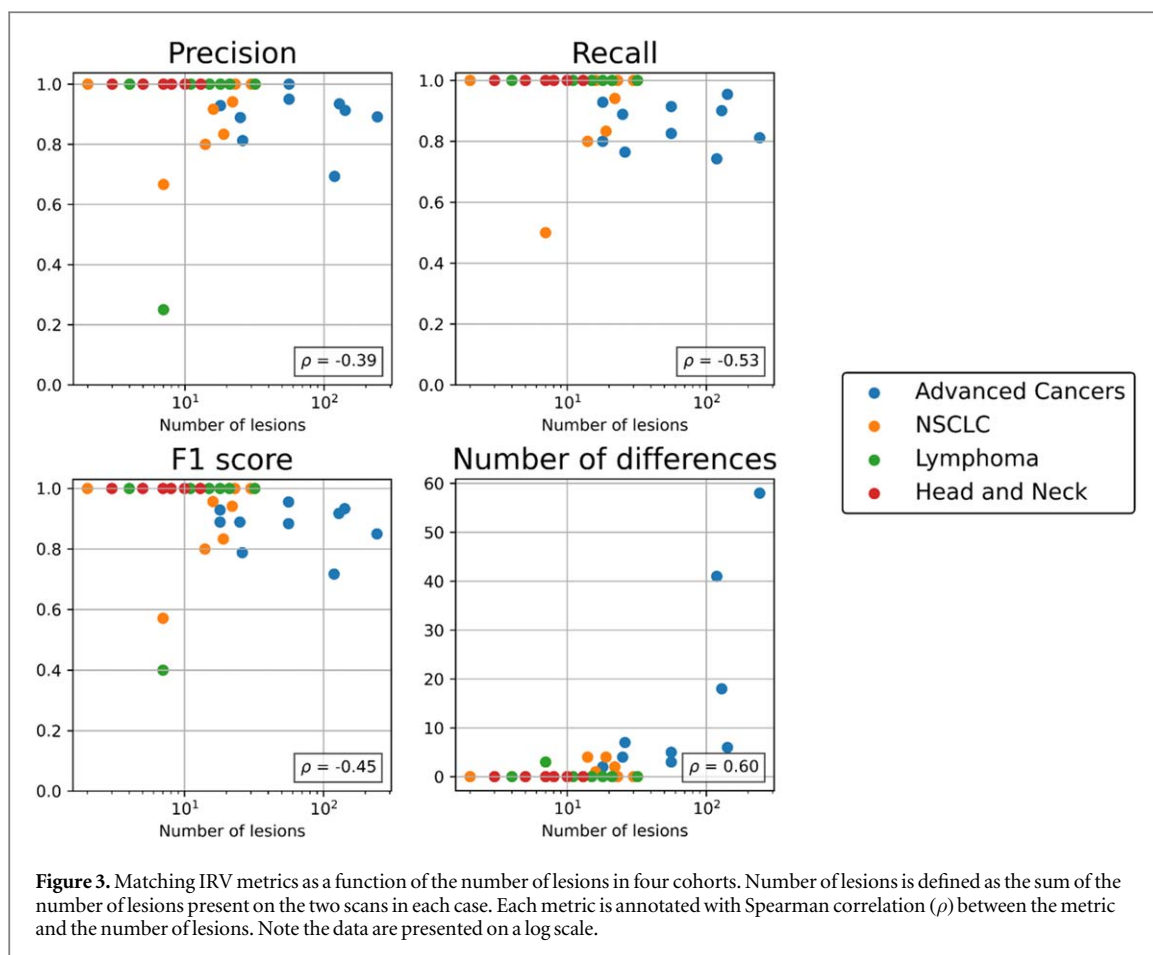 Precision
1.0
0.8
0.6
0.4
0.2
0.0
ρ = -0.39
10¹
10²
Number of lesions
Recall
1.0
0.8
0.6
0.4
0.2
0.0
ρ = -0.53
10¹
10²
Number of lesions
F1 score
1.0
0.8
0.6
0.4
0.2
0.0
ρ = -0.45
10¹
10²
Number of lesions
Number of differences
60
50
40
30
20
10
0
ρ = 0.60
10¹
10²
Number of lesions
Advanced Cancers
NSCLC
Lymphoma
Head and Neck
Figure 3. Matching IRV metrics as a function of the number of lesions in four cohorts. Number of lesions is defined as the sum of the
number of lesions present on the two scans in each case. Each metric is annotated with Spearman correlation (ρ) between the metric
and the number of lesions. Note the data are presented on a log scale.